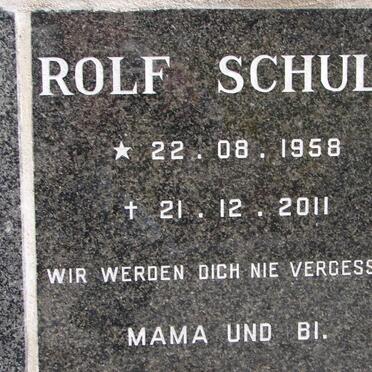 ROLF SCHUL
★ 22 . 08 . 1958
† 21 . 12 . 2011
WIR WERDEN DICH NIE VERGESS
MAMA UND BI.